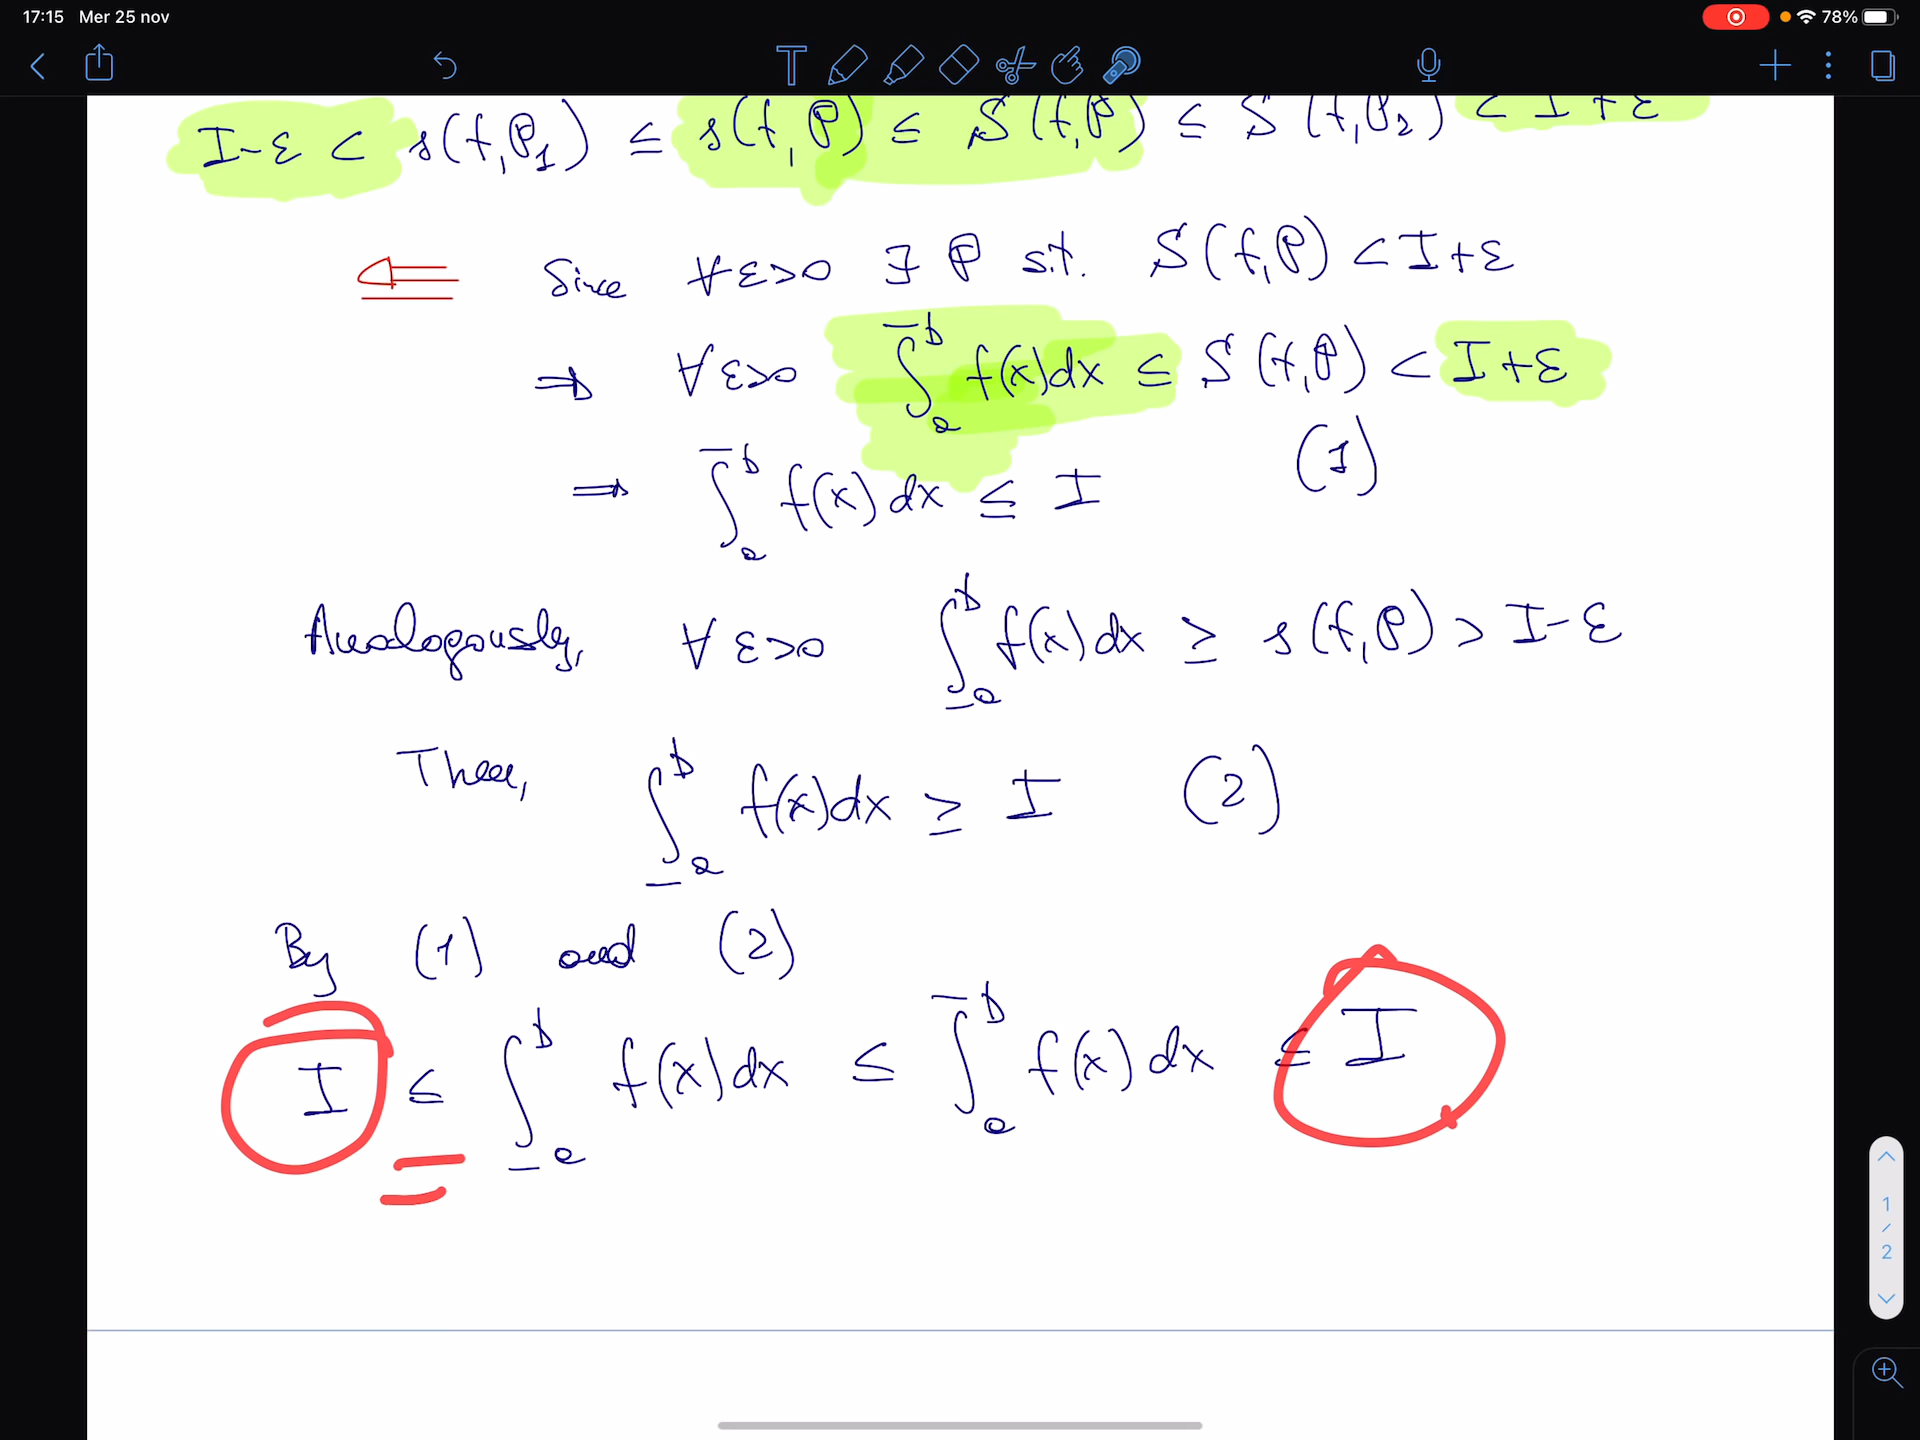 17:15 Mer 25 nov 78%
I-ε < s(f,P₁) ≤ s(f,P) ≤ S(f,P) ≤ S(f,P₂) < I+ε
⇐ Since ∀ε>0 ∃ P s.t. S(f,P) < I+ε
⇒ ∀ε>0 ∫̅ₐᵇ f(x)dx ≤ S(f,P) < I+ε
⇒ ∫̅ₐᵇ f(x)dx ≤ I (1)
Analogously, ∀ε>0 ∫̲ₐᵇ f(x)dx ≥ s(f,P) > I-ε
Then, ∫̲ₐᵇ f(x)dx ≥ I (2)
By (1) and (2)
I ≤ ∫̲ₐᵇ f(x)dx ≤ ∫̅ₐᵇ f(x)dx ≤ I
=
1
/
2